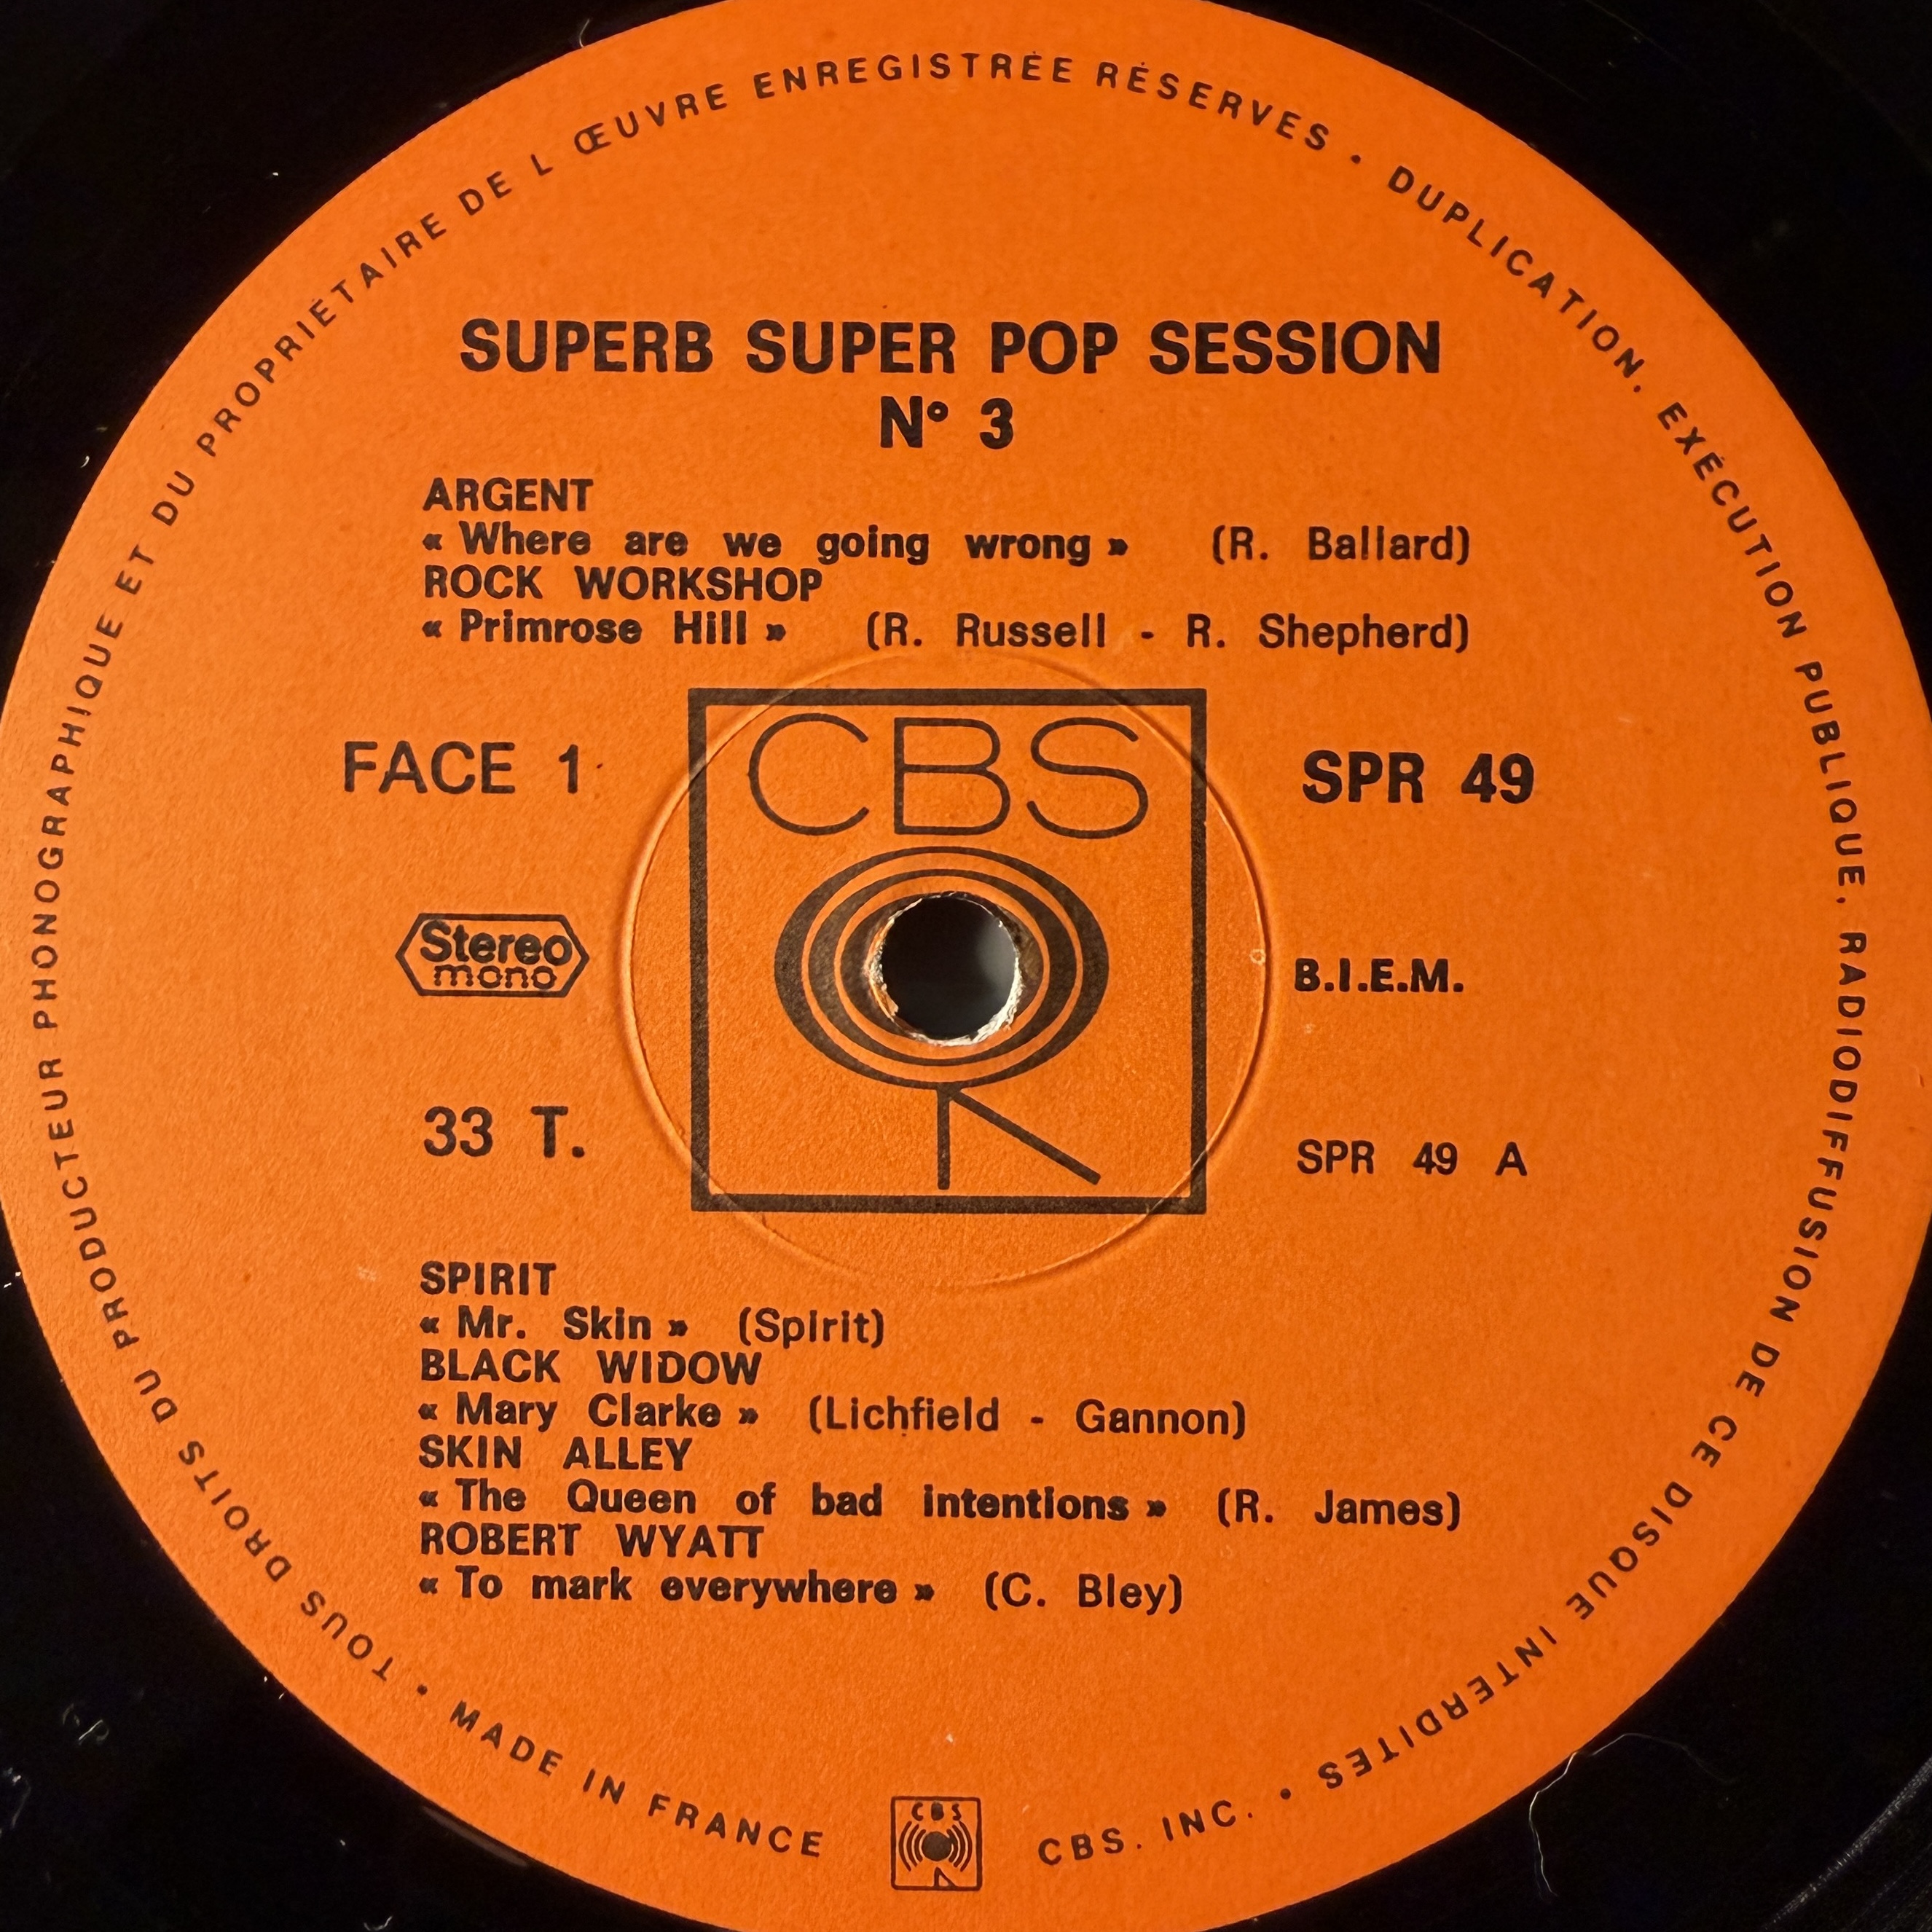 SUPERB SUPER POP SESSION
N° 3
ARGENT
« Where are we going wrong » (R. Ballard)
ROCK WORKSHOP
« Primrose Hill » (R. Russell - R. Shepherd)
FACE 1
CBS
SPR 49
Stereo
mono
B.I.E.M.
33 T.
SPR 49 A
SPIRIT
« Mr. Skin » (Spirit)
BLACK WIDOW
« Mary Clarke » (Lichfield - Gannon)
SKIN ALLEY
« The Queen of bad intentions » (R. James)
ROBERT WYATT
« To mark everywhere » (C. Bley)
TOUS DROITS DU PRODUCTEUR PHONOGRAPHIQUE ET DU PROPRIÉTAIRE DE L ŒUVRE ENREGISTRÉE RÉSERVES • DUPLICATION. EXÉCUTION PUBLIQUE. RADIODIFFUSION DE CE DISQUE INTERDITES •
CBS. INC.
CBS
• MADE IN FRANCE